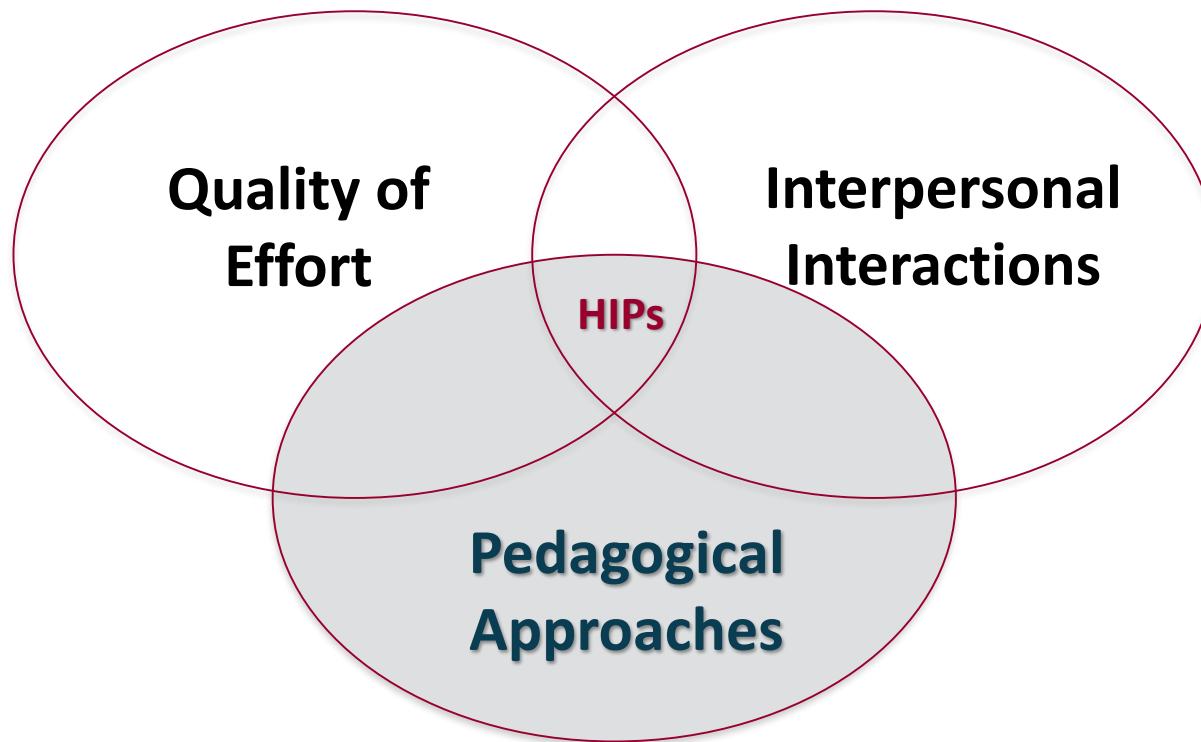 Quality of
Effort
Interpersonal
Interactions
HIPs
Pedagogical
Approaches